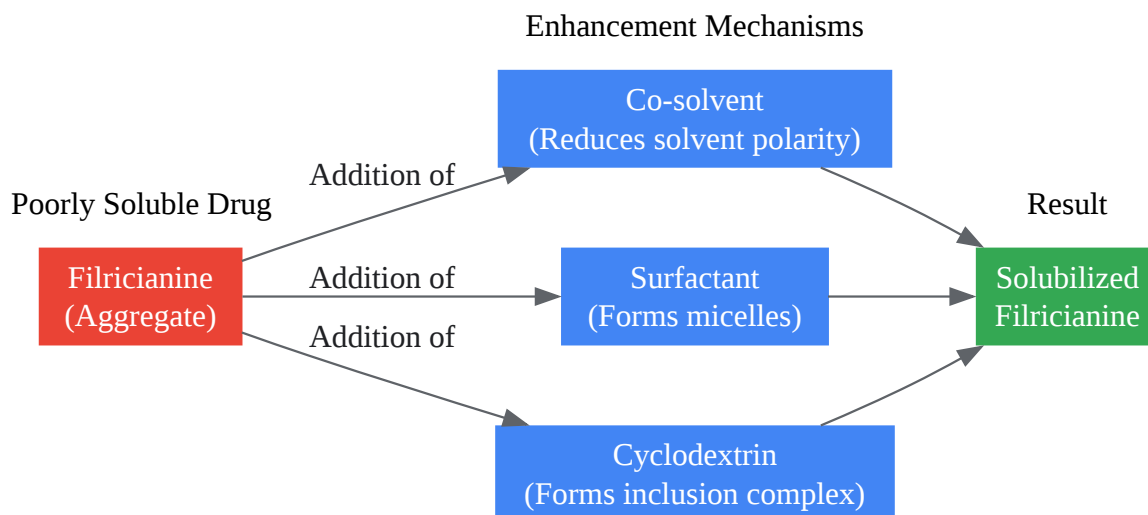 Enhancement Mechanisms
Co-solvent
(Reduces solvent polarity)
Addition of
Poorly Soluble Drug
Result
Filricianine
(Aggregate)
Addition of
Surfactant
(Forms micelles)
Solubilized
Filricianine
Addition of
Cyclodextrin
(Forms inclusion complex)